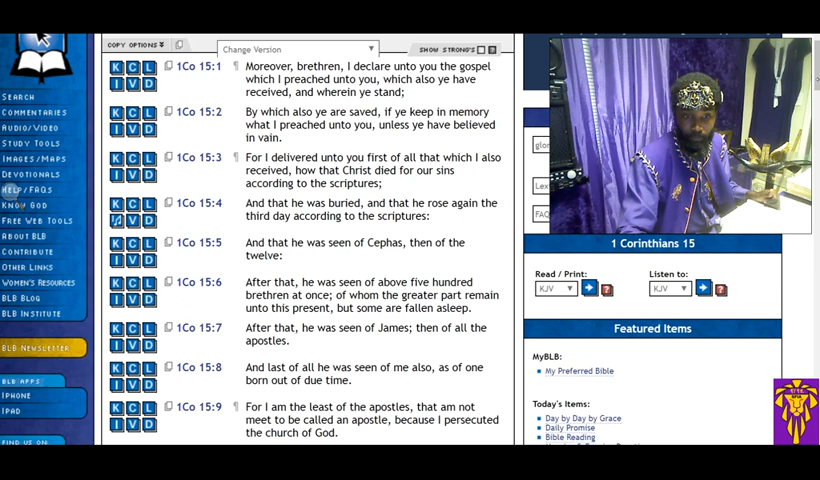 COPY OPTIONS
Change Version
SHOW STRONG'S
SEARCH
COMMENTARIES
AUDIO/VIDEO
STUDY TOOLS
IMAGES/MAPS
DEVOTIONALS
HELP/FAQS
KNOW GOD
FREE WEB TOOLS
ABOUT BLB
CONTRIBUTE
OTHER LINKS
WOMEN'S RESOURCES
BLB BLOG
BLB INSTITUTE
BLB NEWSLETTER
BLB APPS
IPHONE
IPAD
FIND US ON:
K C L
I V D
1Co 15:1 ¶ Moreover, brethren, I declare unto you the gospel
which I preached unto you, which also ye have
received, and wherein ye stand;
K C L
I V D
1Co 15:2 By which also ye are saved, if ye keep in memory
what I preached unto you, unless ye have believed
in vain.
K C L
I V D
1Co 15:3 ¶ For I delivered unto you first of all that which I also
received, how that Christ died for our sins
according to the scriptures;
K C L
V D
1Co 15:4 And that he was buried, and that he rose again the
third day according to the scriptures:
K C L
I V D
1Co 15:5 And that he was seen of Cephas, then of the
twelve:
K C L
I V D
1Co 15:6 After that, he was seen of above five hundred
brethren at once; of whom the greater part remain
unto this present, but some are fallen asleep.
K C L
I V D
1Co 15:7 After that, he was seen of James; then of all the
apostles.
K C L
I V D
1Co 15:8 And last of all he was seen of me also, as of one
born out of due time.
K C L
I V D
1Co 15:9 ¶ For I am the least of the apostles, that am not
meet to be called an apostle, because I persecuted
the church of God.
glor
Lex
FAQ
1 Corinthians 15
Read / Print:
Listen to:
KJV
?
KJV
?
Featured Items
MyBLB:
My Preferred Bible
Today's Items:
Day by Day by Grace
Daily Promise
Bible Reading